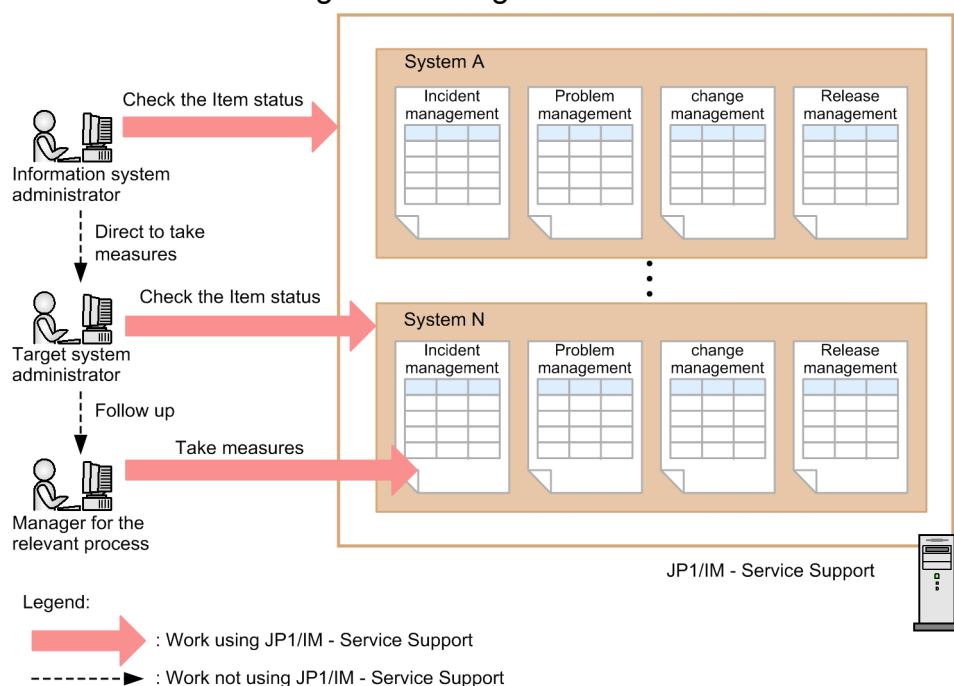 System A
Check the Item status
Incident
management
Problem
management
change
management
Release
management
Information system
administrator
Direct to take
measures
Check the Item status
System N
Incident
management
Problem
management
change
management
Release
management
Target system
administrator
Follow up
Take measures
Manager for the
relevant process
JP1/IM - Service Support
Legend:
: Work using JP1/IM - Service Support
: Work not using JP1/IM - Service Support